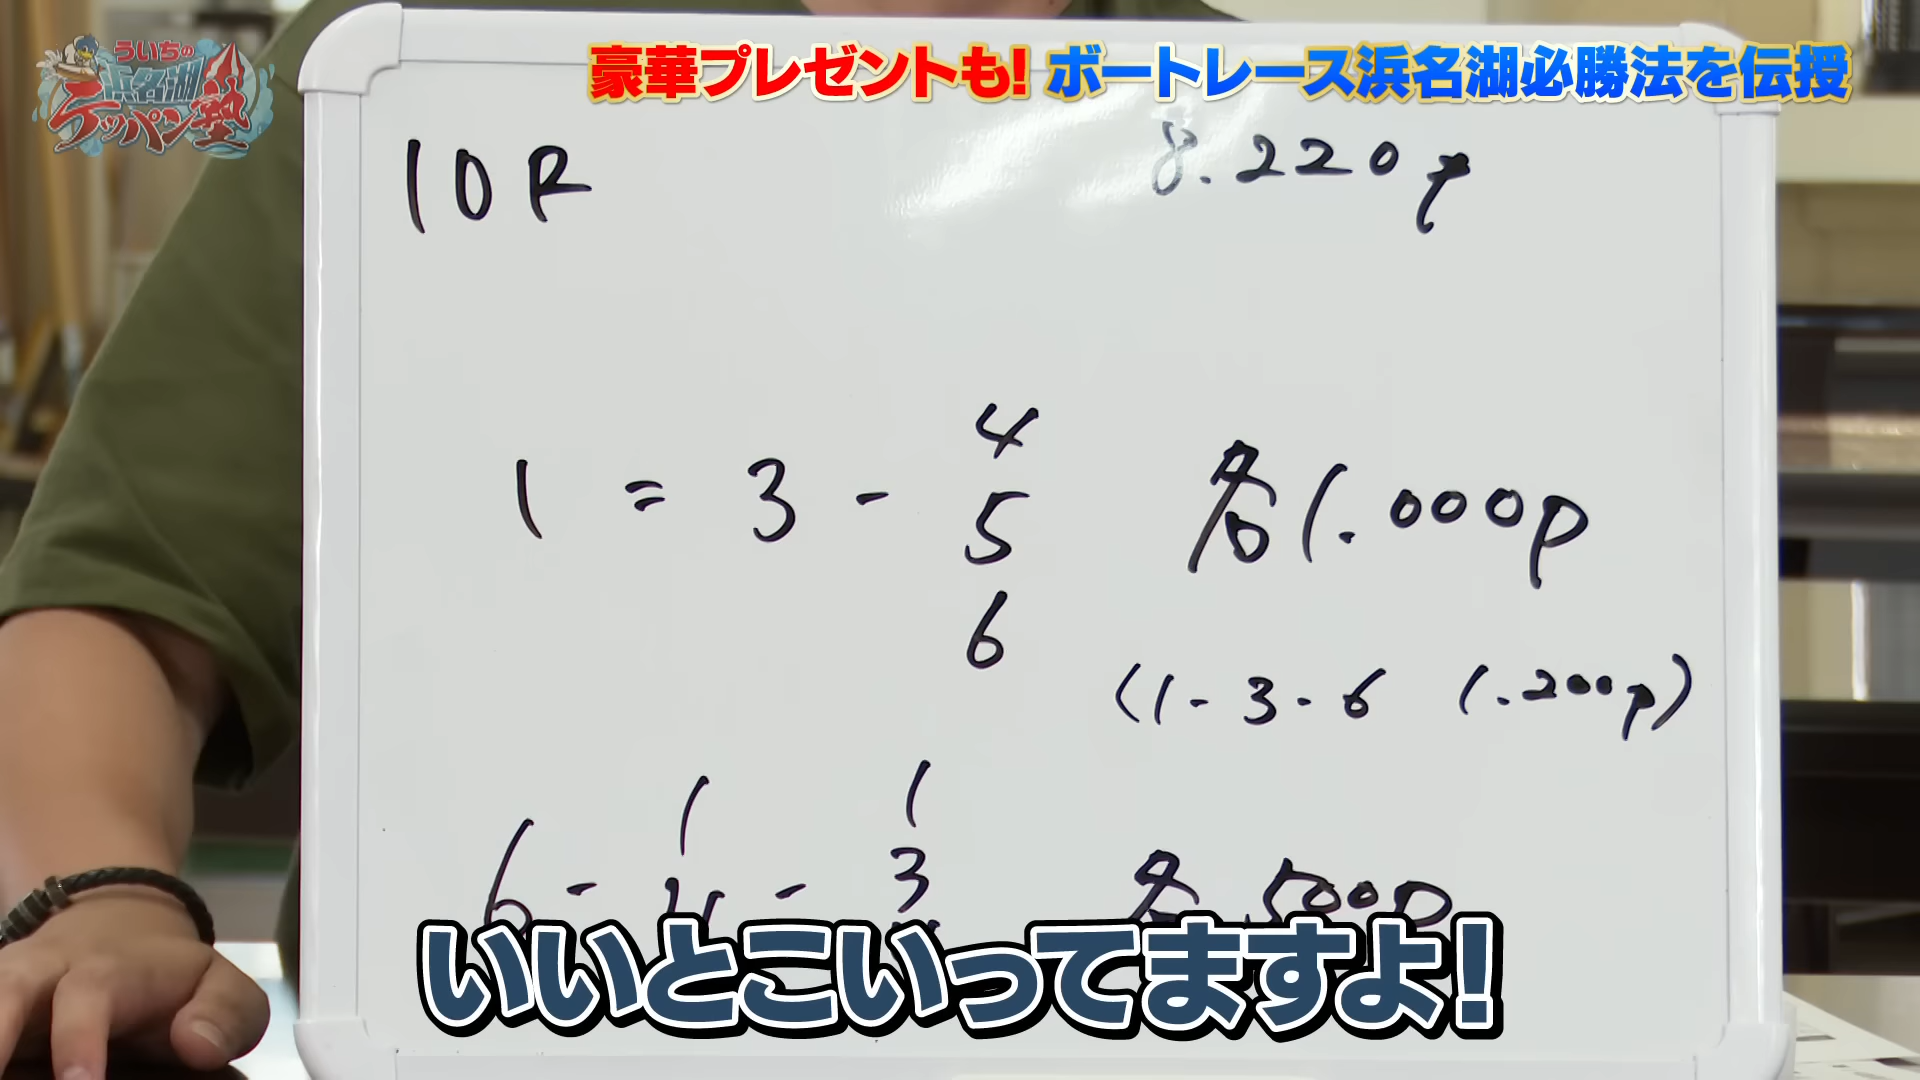 ういちの
浜名湖
テッパン塾
豪華プレゼントも! ボートレース浜名湖必勝法を伝授
10R
8.220p
4
1 = 3 - 5 各1.000p
6
(1-3-6 1.200p)
1 1
6 - 4 - 3 各500p
いいとこいってますよ!